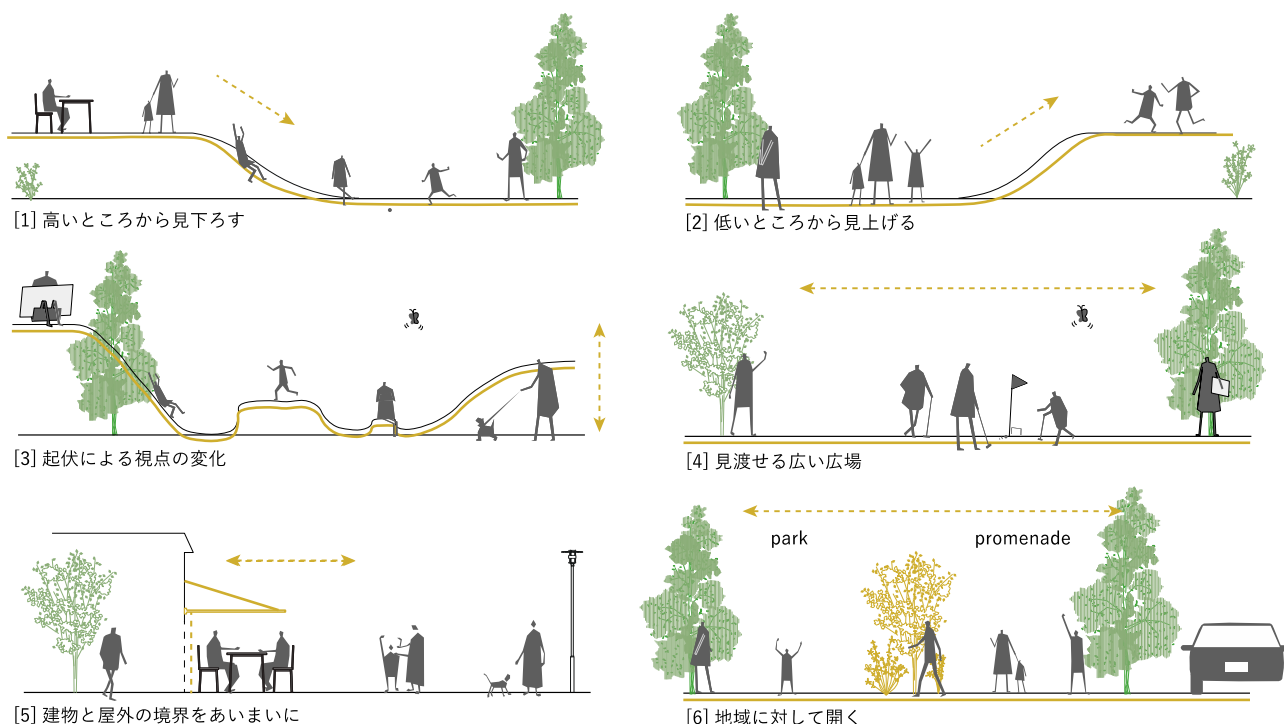 [1] 高いところから見下ろす
[2] 低いところから見上げる
[3] 起伏による視点の変化
[4] 見渡せる広い広場
park
promenade
[5] 建物と屋外の境界をあいまいに
[6] 地域に対して開く